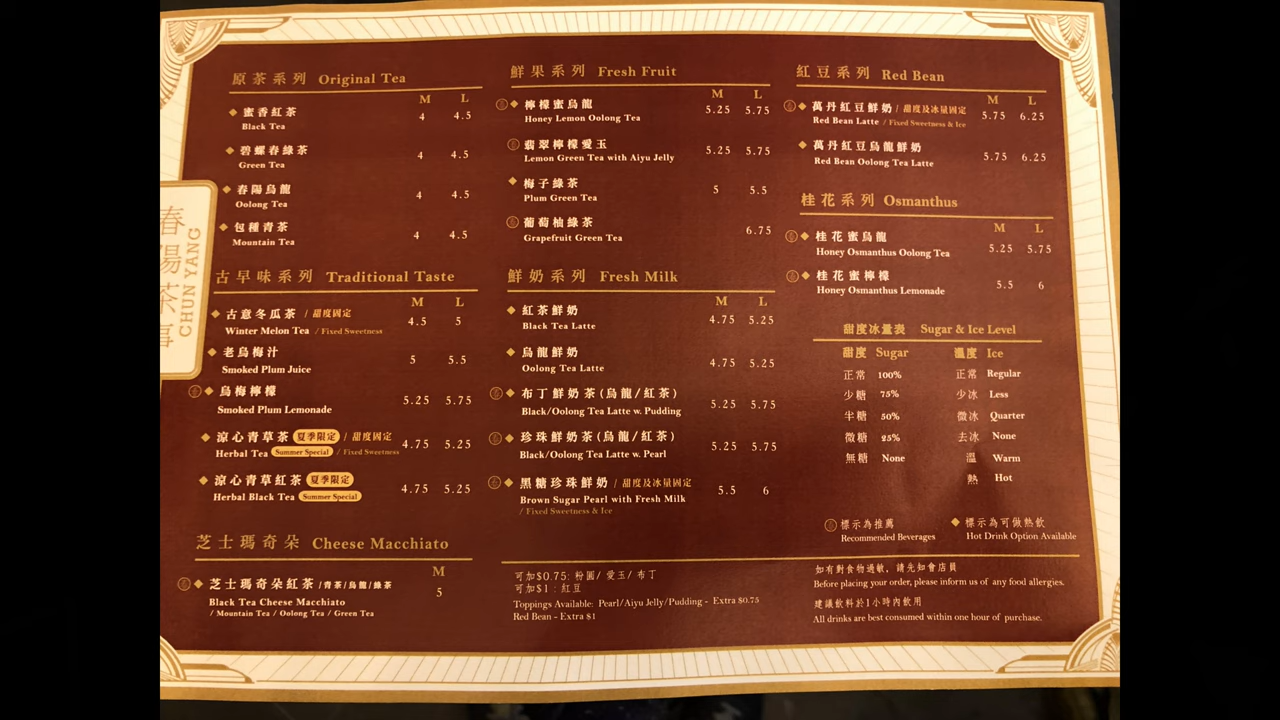 春陽茶事
CHUN YANG
原茶系列 Original Tea
M L
蜜香紅茶
Black Tea
4 4.5
碧螺春綠茶
Green Tea
4 4.5
春陽烏龍
Oolong Tea
4 4.5
包種青茶
Mountain Tea
4 4.5
古早味系列 Traditional Taste
M L
古意冬瓜茶 / 甜度固定
Winter Melon Tea / Fixed Sweetness
4.5 5
老烏梅汁
Smoked Plum Juice
5 5.5
烏梅檸檬
Smoked Plum Lemonade
5.25 5.75
涼心青草茶 夏季限定 / 甜度固定
Herbal Tea Summer Special / Fixed Sweetness
4.75 5.25
涼心青草紅茶 夏季限定
Herbal Black Tea Summer Special
4.75 5.25
芝士瑪奇朵 Cheese Macchiato
M
芝士瑪奇朵紅茶 /青茶/烏龍/綠茶
Black Tea Cheese Macchiato
/ Mountain Tea / Oolong Tea / Green Tea
5
鮮果系列 Fresh Fruit
M L
檸檬蜜烏龍
Honey Lemon Oolong Tea
5.25 5.75
翡翠檸檬愛玉
Lemon Green Tea with Aiyu Jelly
5.25 5.75
梅子綠茶
Plum Green Tea
5 5.5
葡萄柚綠茶
Grapefruit Green Tea
6.75
鮮奶系列 Fresh Milk
M L
紅茶鮮奶
Black Tea Latte
4.75 5.25
烏龍鮮奶
Oolong Tea Latte
4.75 5.25
布丁鮮奶茶(烏龍/紅茶)
Black/Oolong Tea Latte w. Pudding
5.25 5.75
珍珠鮮奶茶(烏龍/紅茶)
Black/Oolong Tea Latte w. Pearl
5.25 5.75
黑糖珍珠鮮奶 / 甜度及冰量固定
Brown Sugar Pearl with Fresh Milk
/ Fixed Sweetness & Ice
5.5 6
可加$0.75: 粉圓/ 愛玉/ 布丁
可加$1 : 紅豆
Toppings Available: Pearl/Aiyu Jelly/Pudding - Extra $0.75
Red Bean - Extra $1
紅豆系列 Red Bean
M L
萬丹紅豆鮮奶 / 甜度及冰量固定
Red Bean Latte / Fixed Sweetness & Ice
5.75 6.25
萬丹紅豆烏龍鮮奶
Red Bean Oolong Tea Latte
5.75 6.25
桂花系列 Osmanthus
M L
桂花蜜烏龍
Honey Osmanthus Oolong Tea
5.25 5.75
桂花蜜檸檬
Honey Osmanthus Lemonade
5.5 6
甜度冰量表 Sugar & Ice Level
甜度 Sugar 溫度 Ice
正常 100% 正常 Regular
少糖 75% 少冰 Less
半糖 50% 微冰 Quarter
微糖 25% 去冰 None
無糖 None 溫 Warm
熱 Hot
標示為推薦
Recommended Beverages
標示為可做熱飲
Hot Drink Option Available
如有對食物過敏, 請先知會店員
Before placing your order, please inform us of any food allergies.
建議飲料於1小時內飲用
All drinks are best consumed within one hour of purchase.